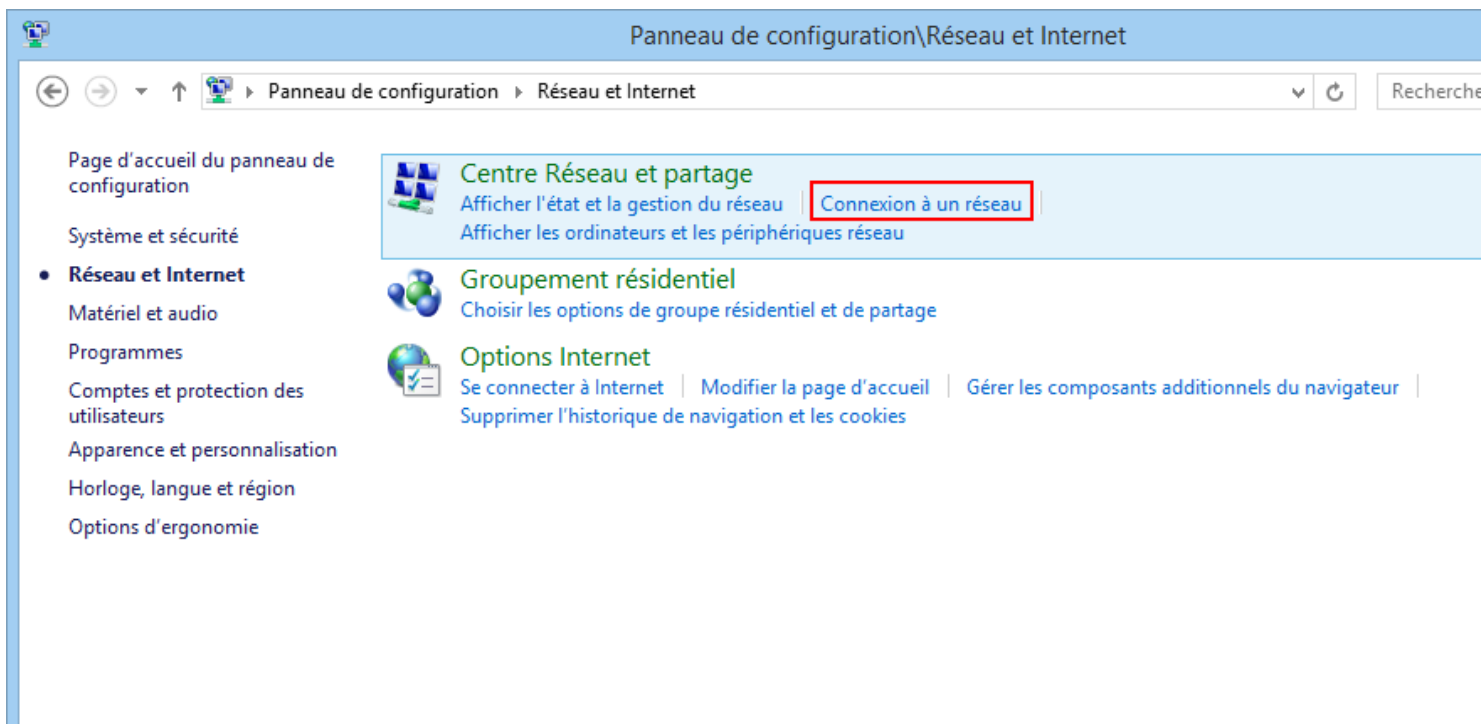 Panneau de configuration\Réseau et Internet
Panneau de configuration Réseau et Internet
Recherche
Page d'accueil du panneau de
configuration
Système et sécurité
Réseau et Internet
Matériel et audio
Programmes
Comptes et protection des
utilisateurs
Apparence et personnalisation
Horloge, langue et région
Options d'ergonomie
Centre Réseau et partage
Afficher l'état et la gestion du réseau Connexion à un réseau
Afficher les ordinateurs et les périphériques réseau
Groupement résidentiel
Choisir les options de groupe résidentiel et de partage
Options Internet
Se connecter à Internet Modifier la page d'accueil Gérer les composants additionnels du navigateur
Supprimer l'historique de navigation et les cookies